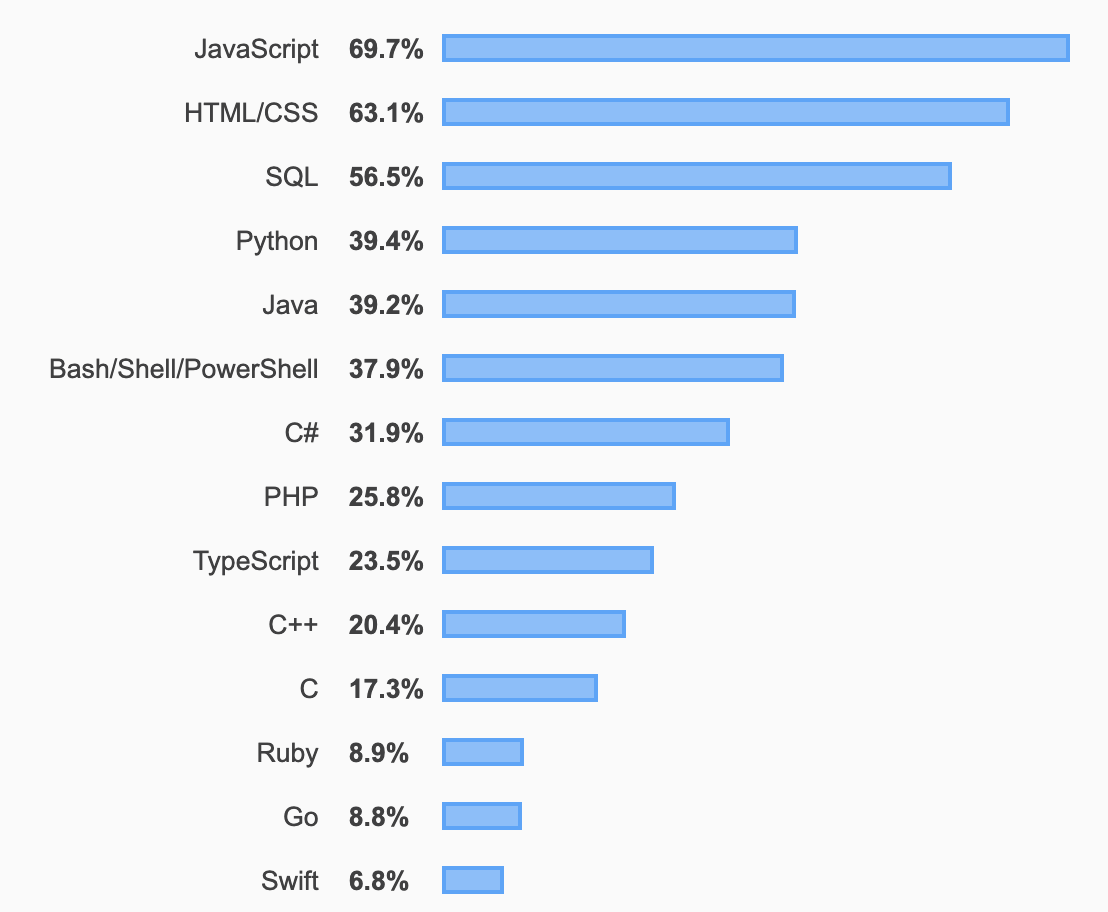 JavaScript 69.7%
HTML/CSS 63.1%
SQL 56.5%
Python 39.4%
Java 39.2%
Bash/Shell/PowerShell 37.9%
C# 31.9%
PHP 25.8%
TypeScript 23.5%
C++ 20.4%
C 17.3%
Ruby 8.9%
Go 8.8%
Swift 6.8%